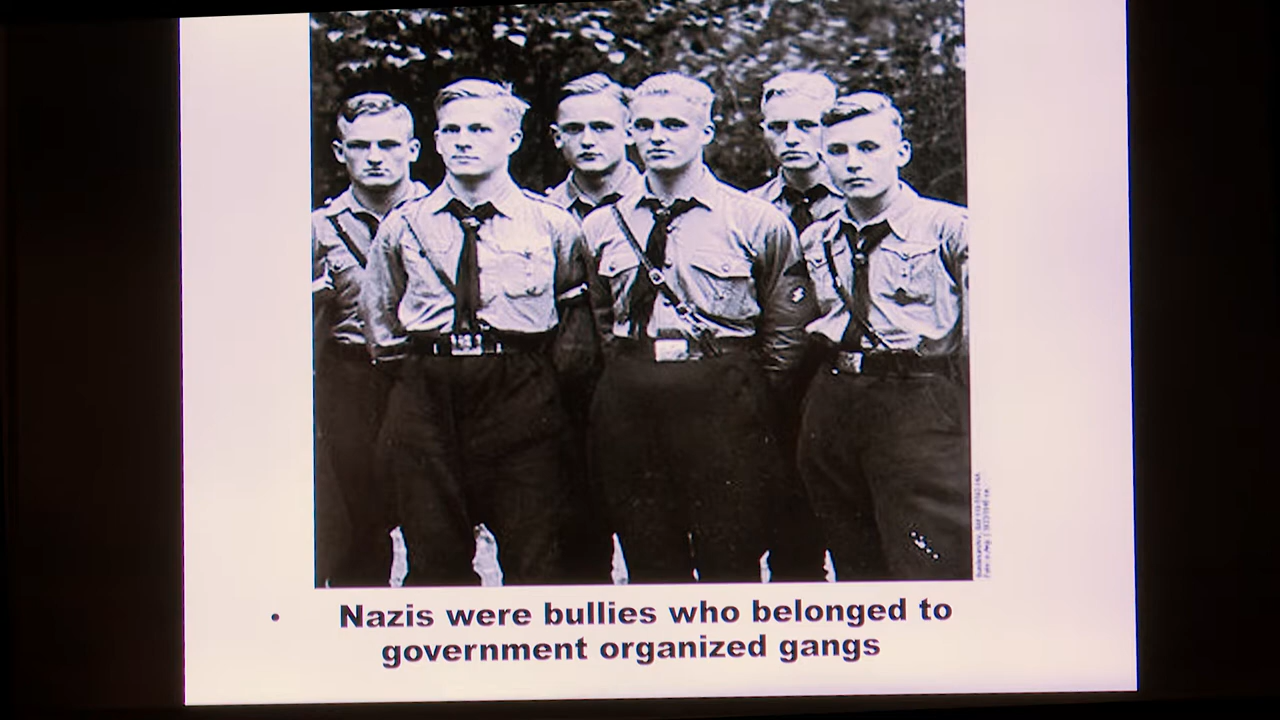 • Nazis were bullies who belonged to
government organized gangs